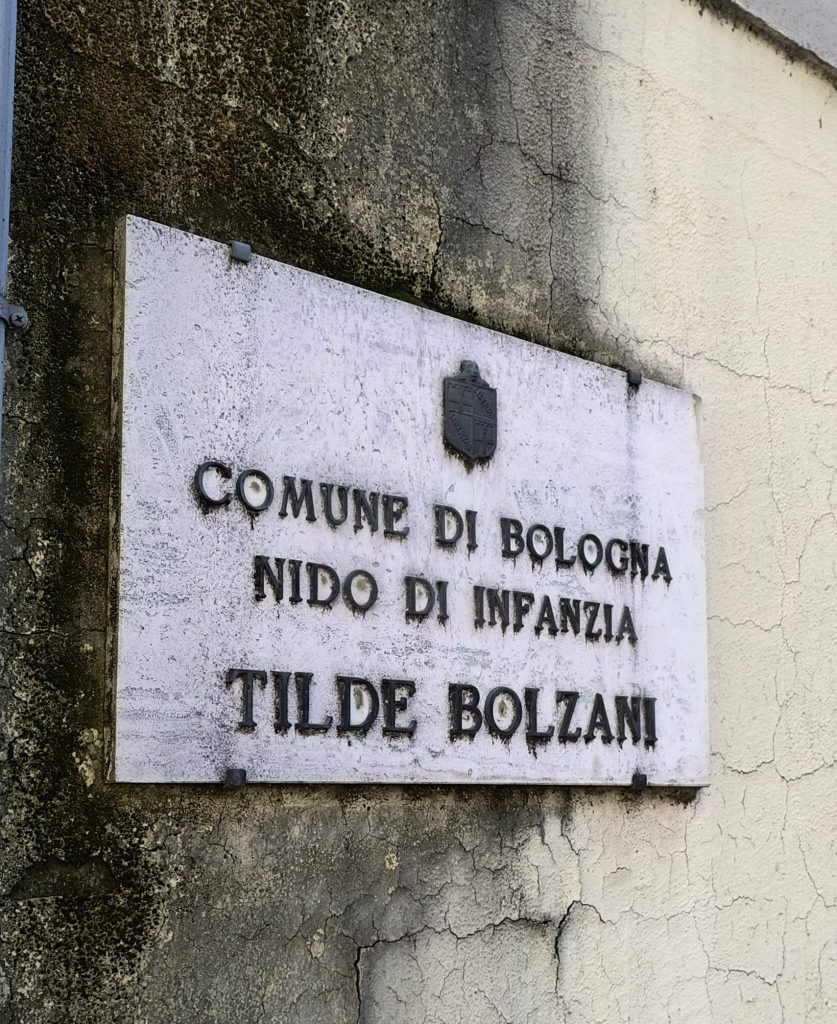 COMUNE DI BOLOGNA
NIDO DI INFANZIA
TILDE BOLZANI